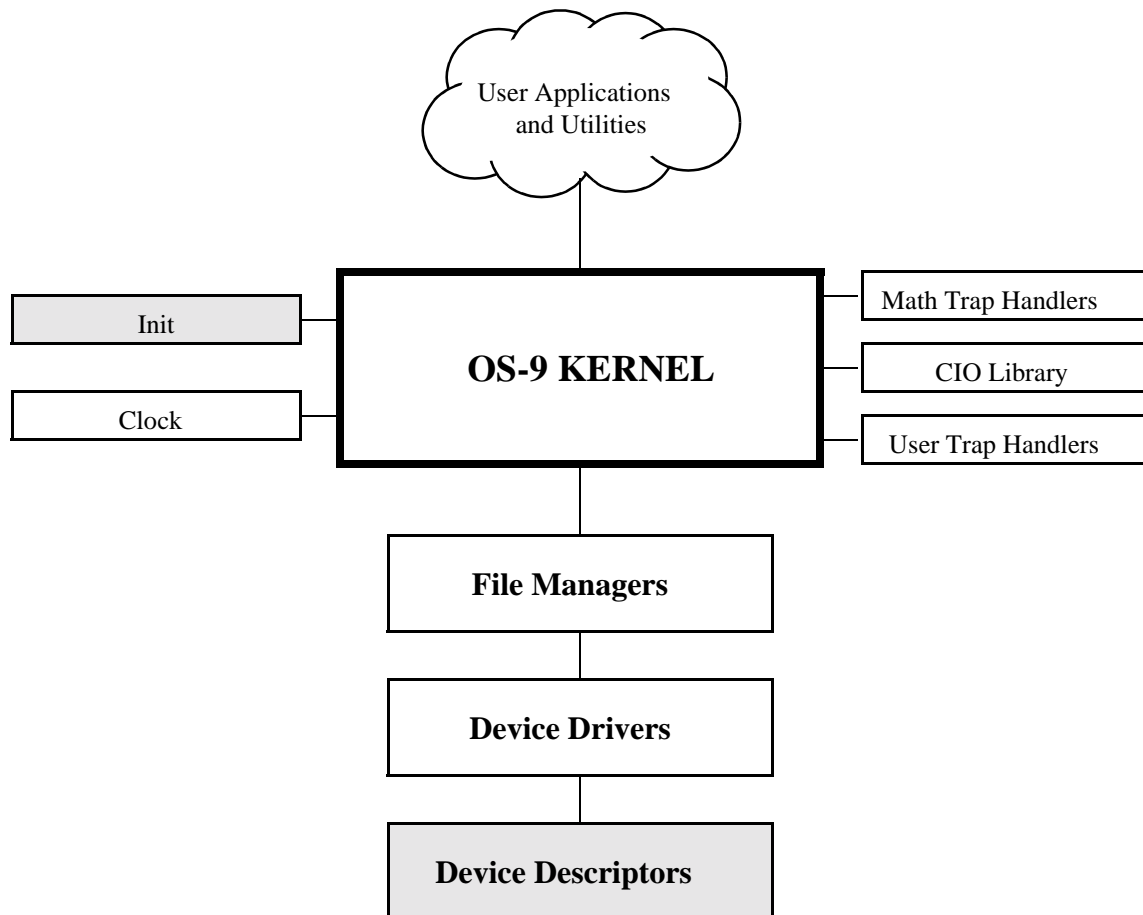 User Applications
and Utilities
Init
Clock
OS-9 KERNEL
Math Trap Handlers
CIO Library
User Trap Handlers
File Managers
Device Drivers
Device Descriptors